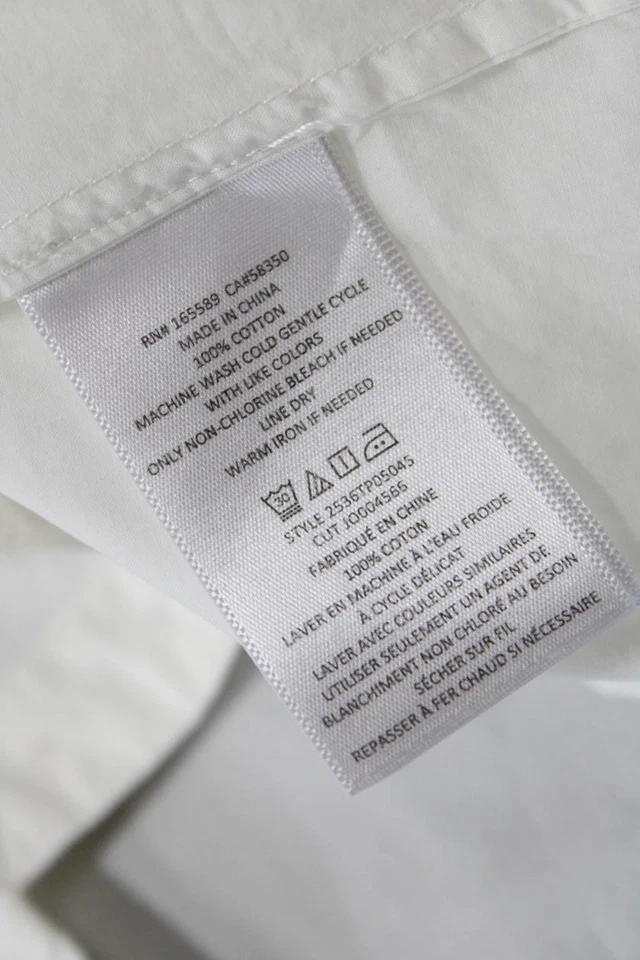 RN# 165589 CA#58350
MADE IN CHINA
100% COTTON
MACHINE WASH COLD GENTLE CYCLE
WITH LIKE COLORS
ONLY NON-CHLORINE BLEACH IF NEEDED
LINE DRY
WARM IRON IF NEEDED
30
STYLE 2536TP05045
CUT JOG04566
FABRIQUÉ EN CHINE
100% COTON
LAVER EN MACHINE À L'EAU FROIDE
À CYCLE DÉLICAT
LAVER AVEC COULEURS SIMILAIRES
UTILISER SEULEMENT UN AGENT DE
BLANCHIMENT NON CHLORÉ AU BESOIN
SÉCHER SUR FIL
REPASSER À FER CHAUD SI NÉCESSAIRE